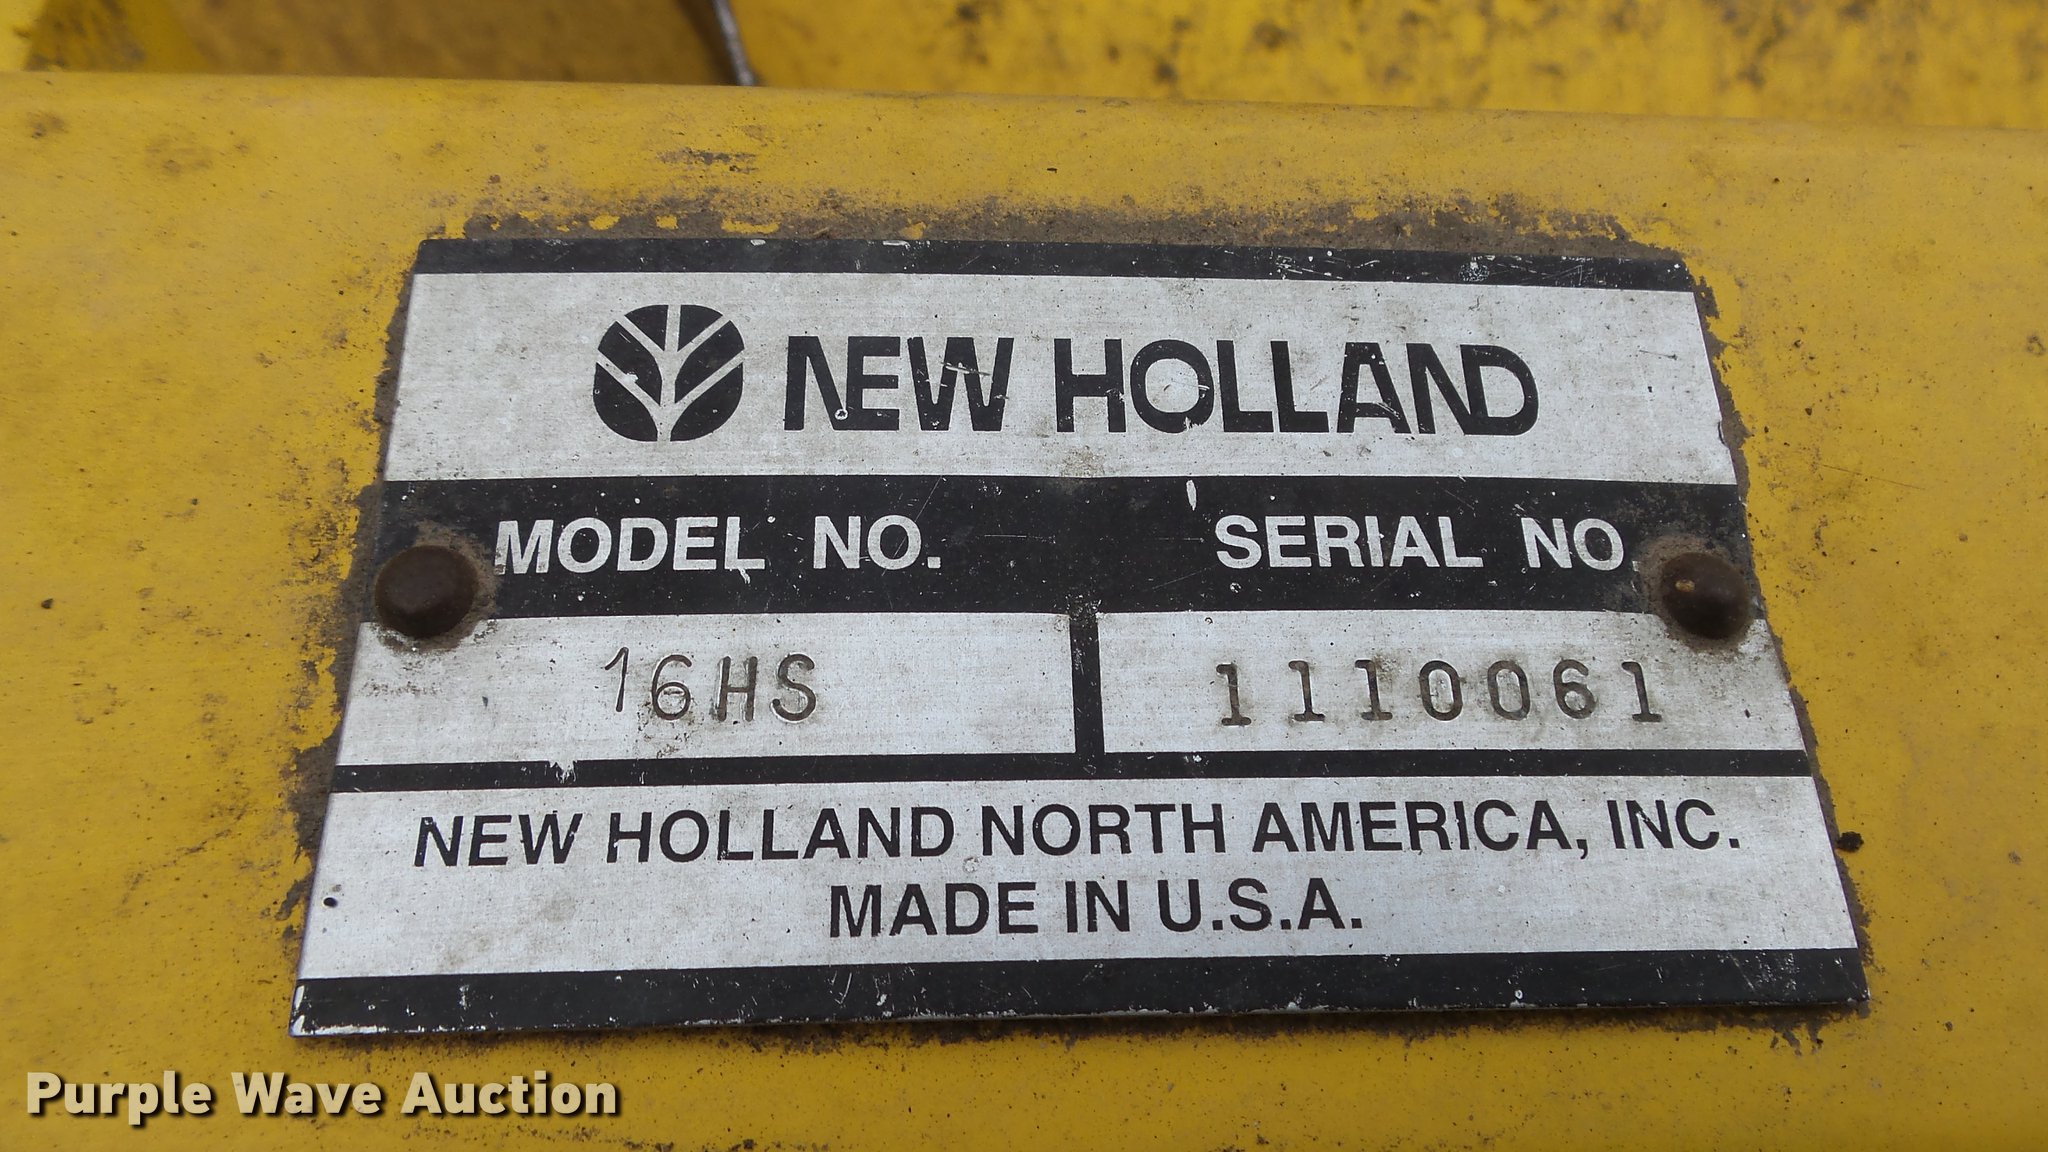 NEW HOLLAND
MODEL NO. SERIAL NO.
16HS 1110061
NEW HOLLAND NORTH AMERICA, INC.
MADE IN U.S.A.
Purple Wave Auction